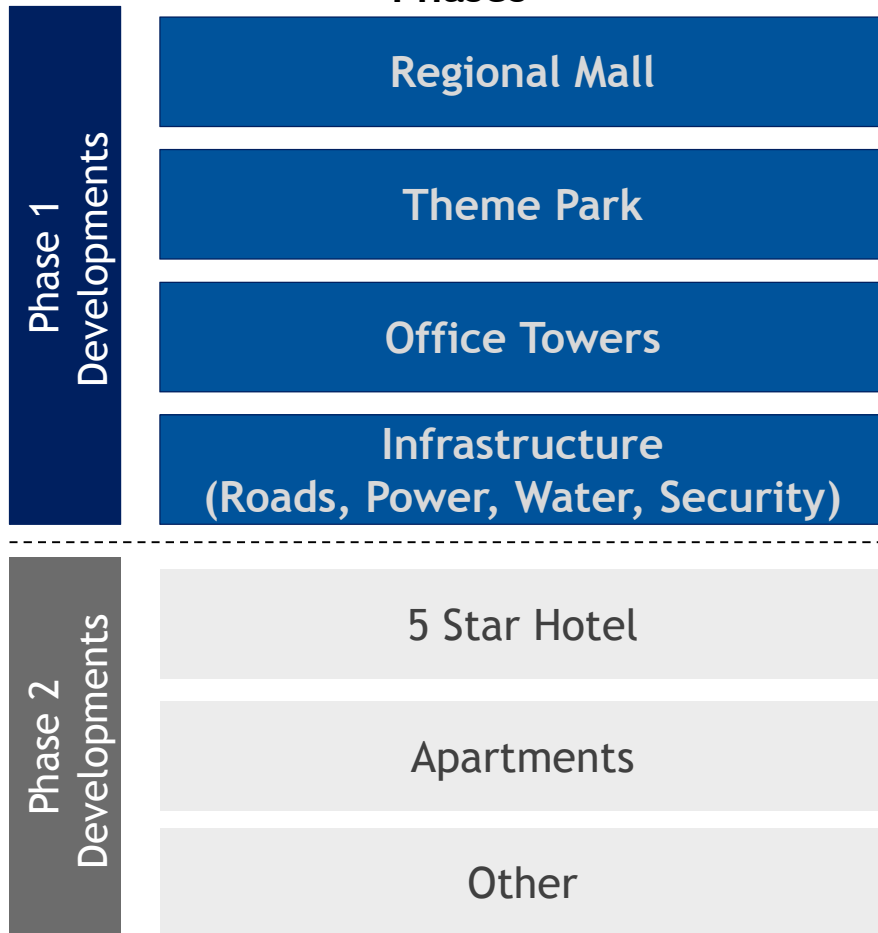 Phases
Phase 1
Developments
Regional Mall
Theme Park
Office Towers
Infrastructure
(Roads, Power, Water, Security)
Phase 2
Developments
5 Star Hotel
Apartments
Other